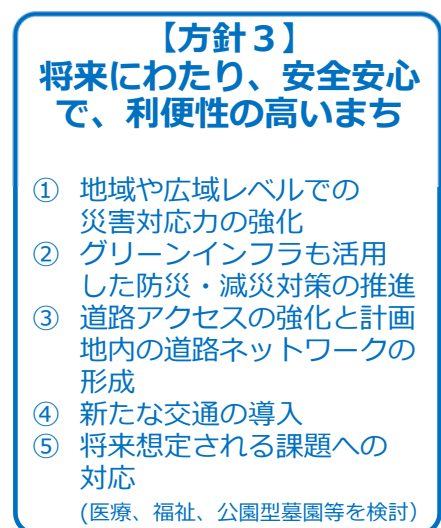 【方針３】
将来にわたり、安全安心
で、利便性の高いまち
① 地域や広域レベルでの
災害対応力の強化
② グリーンインフラも活用
した防災・減災対策の推進
③ 道路アクセスの強化と計画
地内の道路ネットワークの
形成
④ 新たな交通の導入
⑤ 将来想定される課題への
対応
(医療、福祉、公園型墓園等を検討)